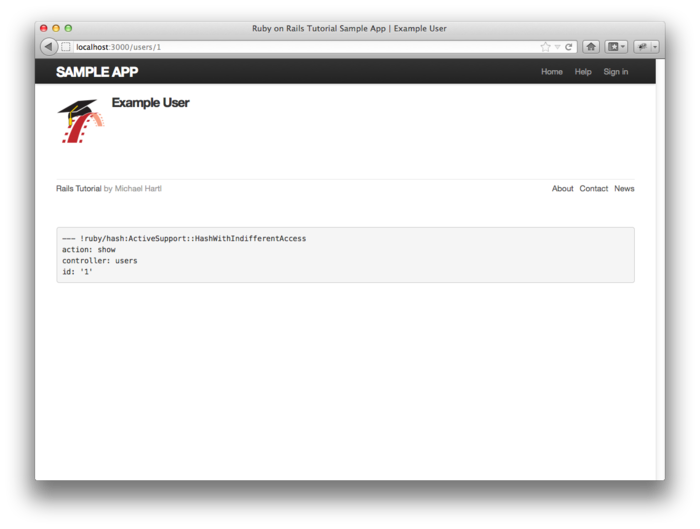 Ruby on Rails Tutorial Sample App | Example User
localhost:3000/users/1
SAMPLE APP
Home Help Sign in
Example User
Rails Tutorial by Michael Hartl
About Contact News
--- !ruby/hash:ActiveSupport::HashWithIndifferentAccess
action: show
controller: users
id: '1'